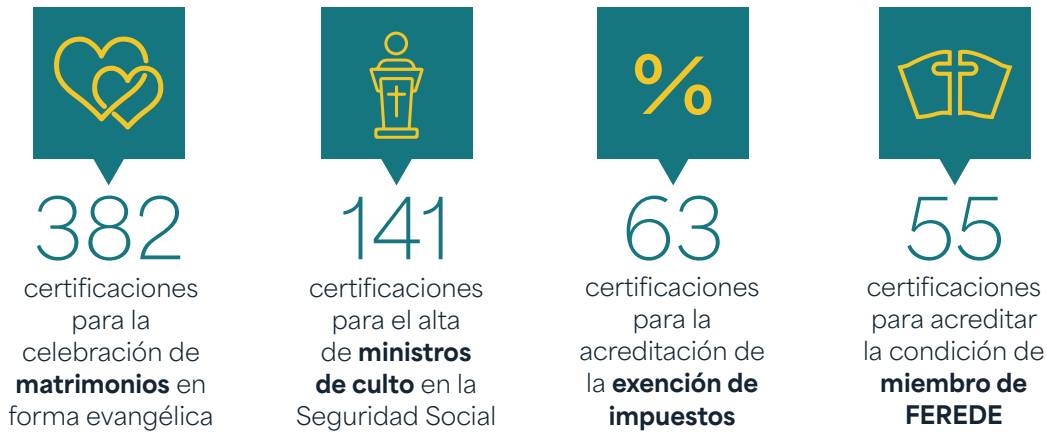 %
382
certificaciones
para la
celebración de
matrimonios en
forma evangélica
141
certificaciones
para el alta
de ministros
de culto en la
Seguridad Social
63
certificaciones
para la
acreditación de
la exención de
impuestos
55
certificaciones
para acreditar
la condición de
miembro de
FEREDE